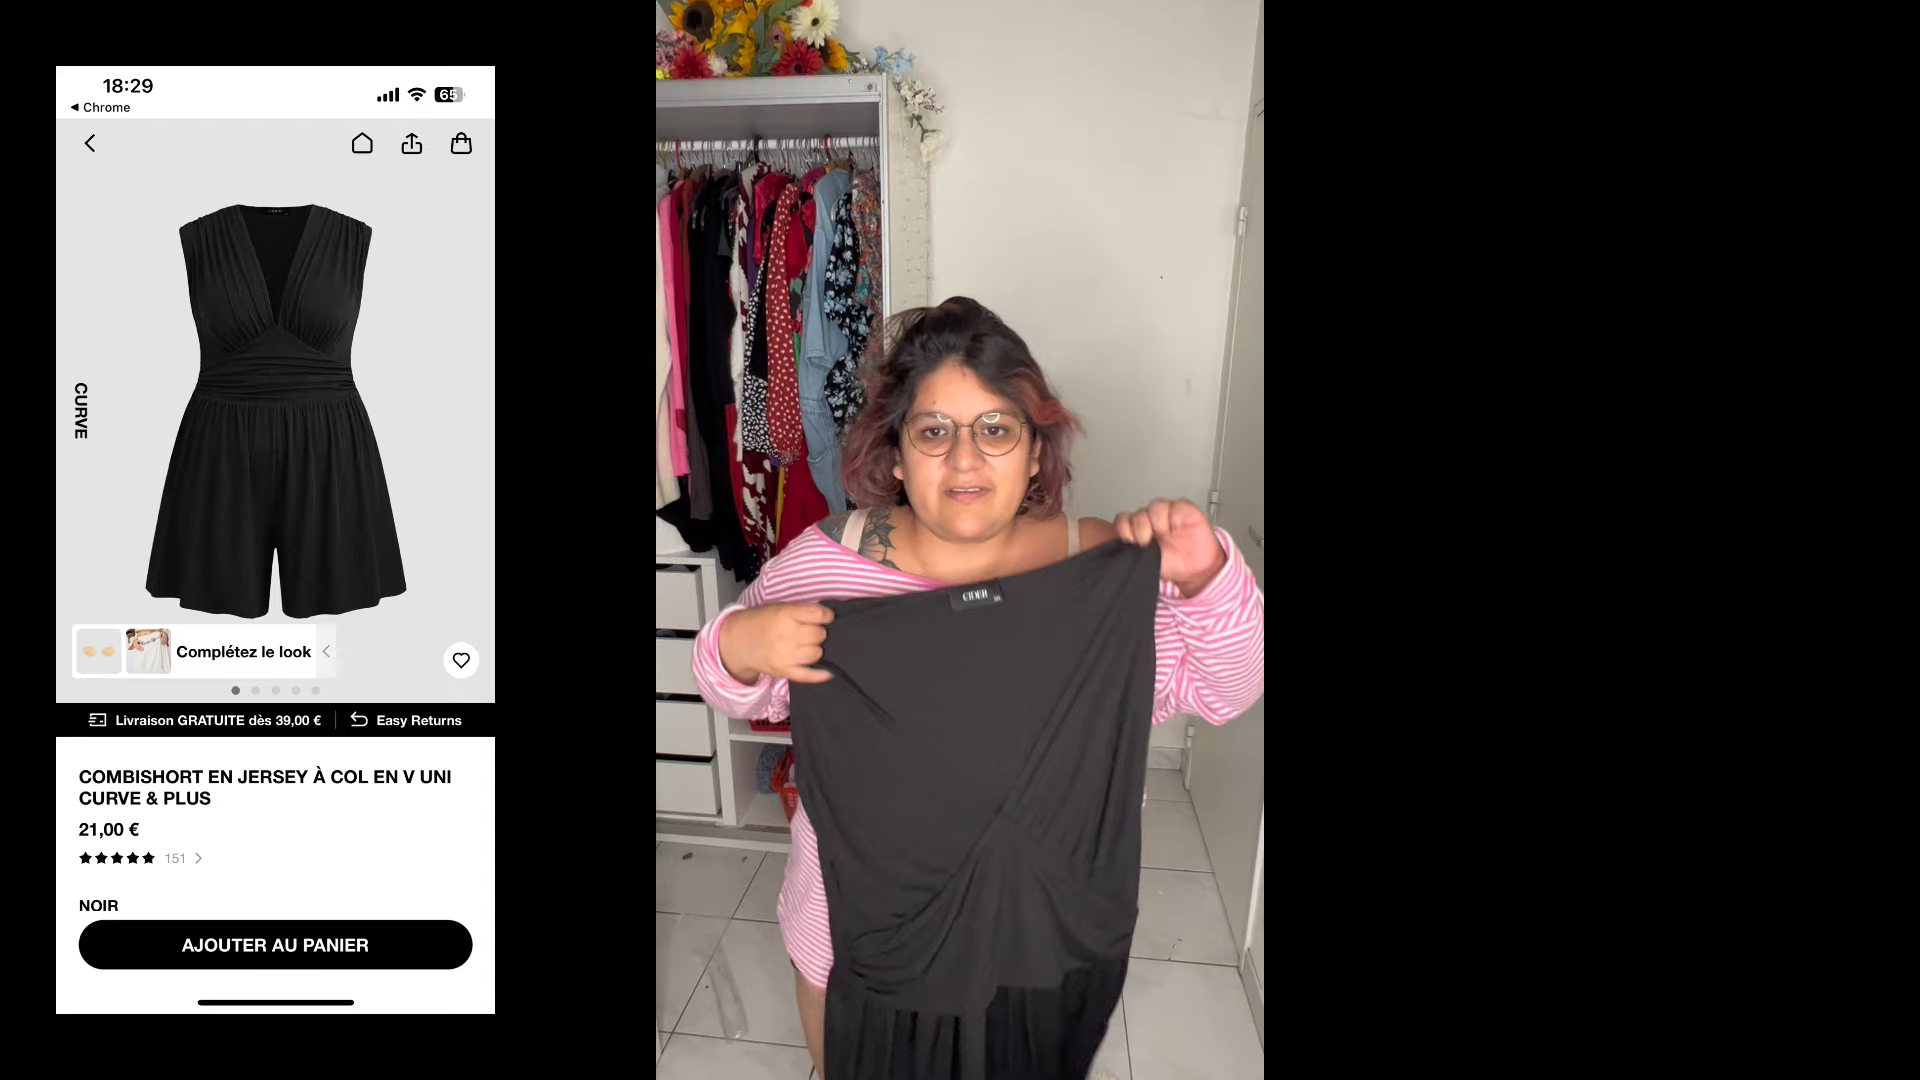 18:29
65
◀ Chrome
CURVE
Complétez le look
Livraison GRATUITE dès 39,00 €
Easy Returns
COMBISHORT EN JERSEY À COL EN V UNI
CURVE & PLUS
21,00 €
151
NOIR
AJOUTER AU PANIER
CIDER